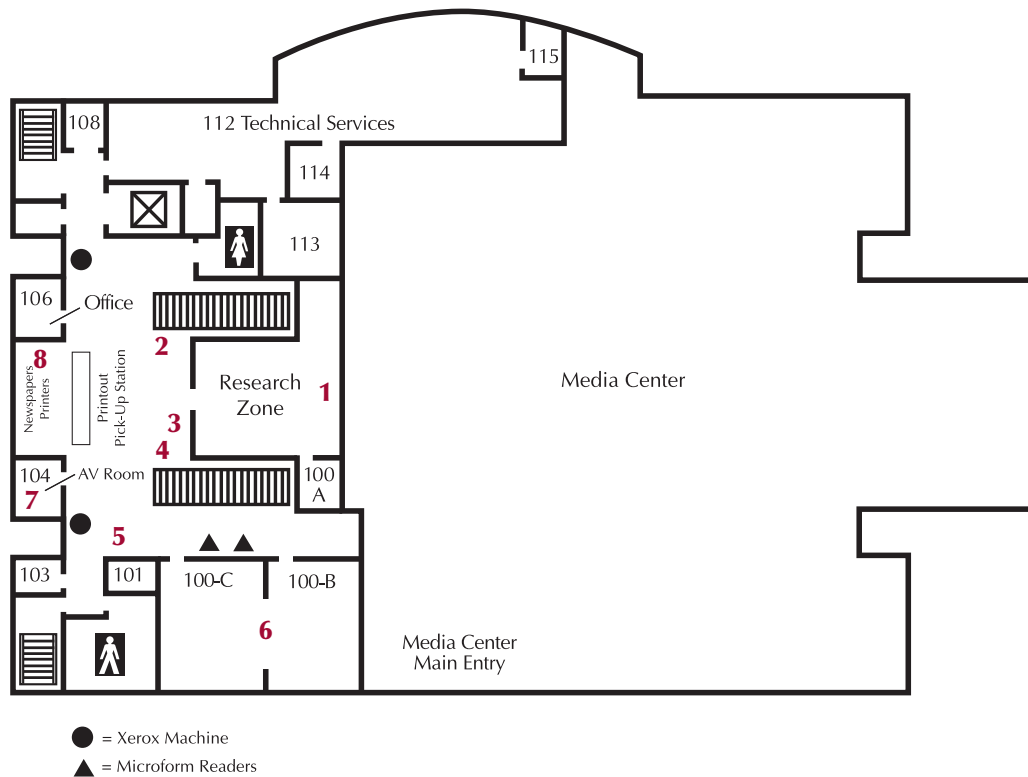 115
108
112 Technical Services
114
113
106
Office
2
8
Newspapers
Printers
Printout
Pick-Up Station
Research
Zone
1
Media Center
3
4
104
AV Room
7
100
A
5
103
101
100-C
100-B
6
Media Center
Main Entry
= Xerox Machine
= Microform Readers